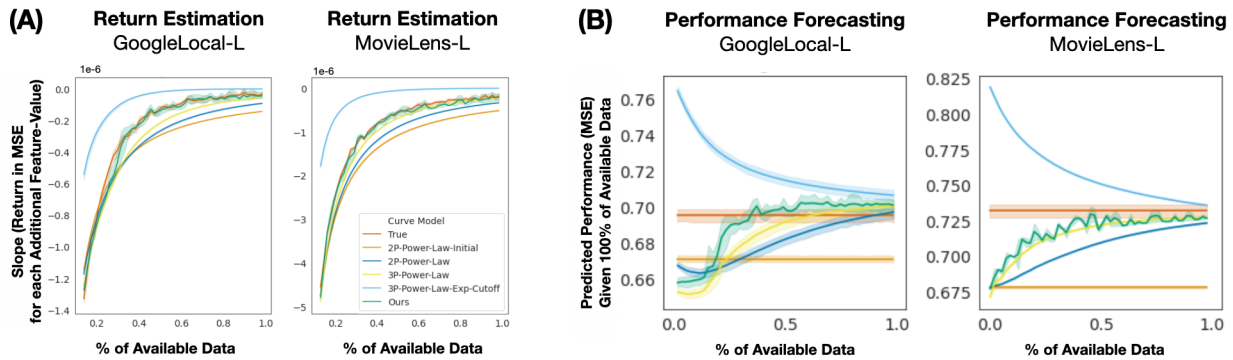 (A)
Return Estimation
GoogleLocal-L
Return Estimation
MovieLens-L
Slope (Return in MSE
for each Additional Feature-Value)
1e-6
0.0
−0.2
−0.4
−0.6
−0.8
−1.0
−1.2
−1.4
0.2
0.4
0.6
0.8
1.0
% of Available Data
1e-6
0
−1
−2
−3
−4
−5
0.2
0.4
0.6
0.8
1.0
% of Available Data
Curve Model
True
2P-Power-Law-Initial
2P-Power-Law
3P-Power-Law
3P-Power-Law-Exp-Cutoff
Ours
(B)
Performance Forecasting
GoogleLocal-L
Performance Forecasting
MovieLens-L
Predicted Performance (MSE)
Given 100% of Available Data
0.76
0.74
0.72
0.70
0.68
0.66
0.0
0.5
1.0
% of Available Data
0.825
0.800
0.775
0.750
0.725
0.700
0.675
0.0
0.5
1.0
% of Available Data